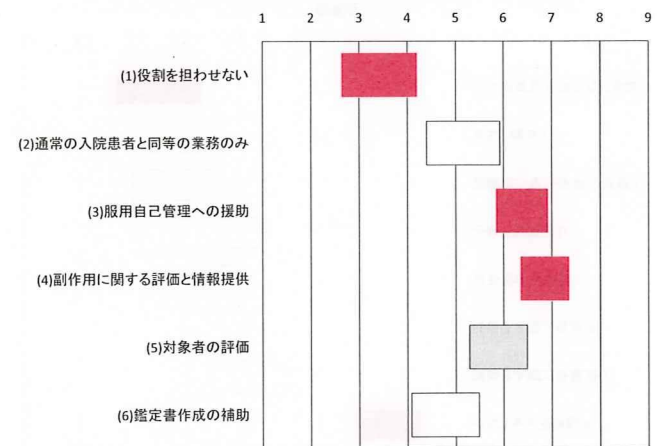 1 2 3 4 5 6 7 8 9
(1)役割を担わせない
(2)通常の入院患者と同等の業務のみ
(3)服用自己管理への援助
(4)副作用に関する評価と情報提供
(5)対象者の評価
(6)鑑定書作成の補助